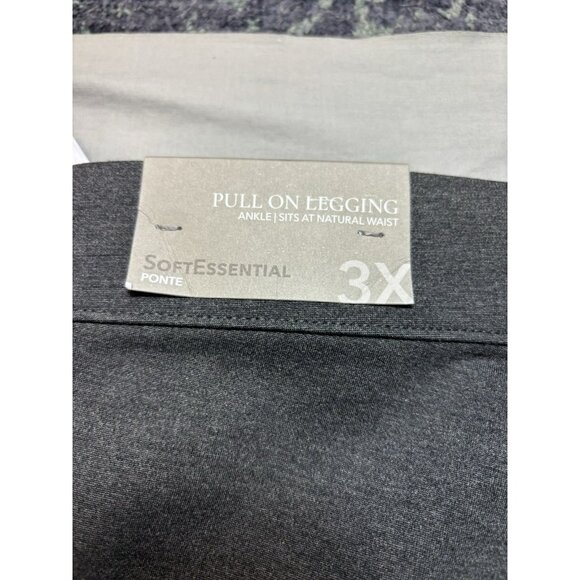 PULL ON LEGGING
ANKLE | SITS AT NATURAL WAIST
SOFTESSENTIAL
PONTE
3X